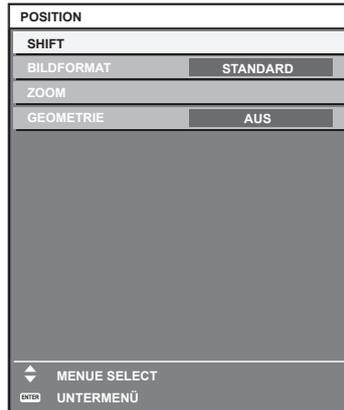 POSITION
SHIFT
BILDFORMAT STANDARD
ZOOM
GEOMETRIE AUS
MENUE SELECT
ENTER UNTERMENÜ